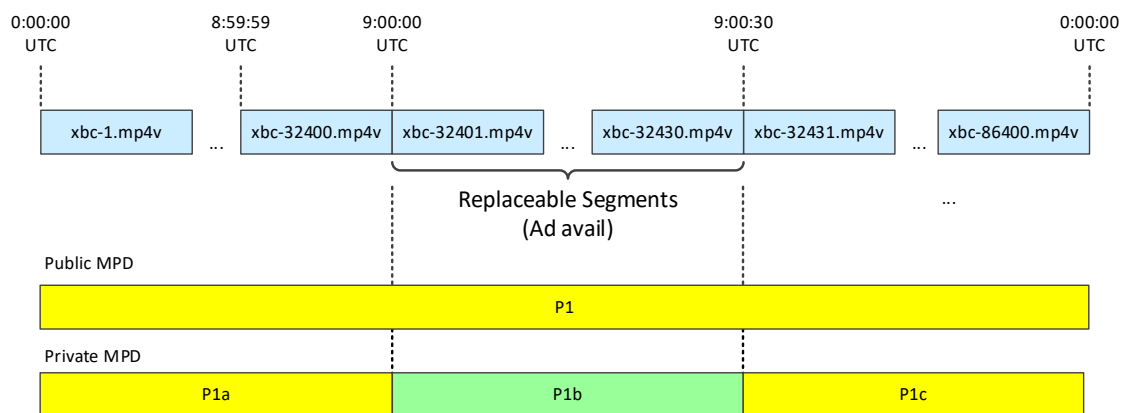 0:00:00
UTC
8:59:59
UTC
9:00:00
UTC
9:00:30
UTC
0:00:00
UTC
xbc-1.mp4v
...
xbc-32400.mp4v
xbc-32401.mp4v
...
xbc-32430.mp4v
xbc-32431.mp4v
...
xbc-86400.mp4v
Replaceable Segments
(Ad avail)
...
Public MPD
P1
Private MPD
P1a
P1b
P1c